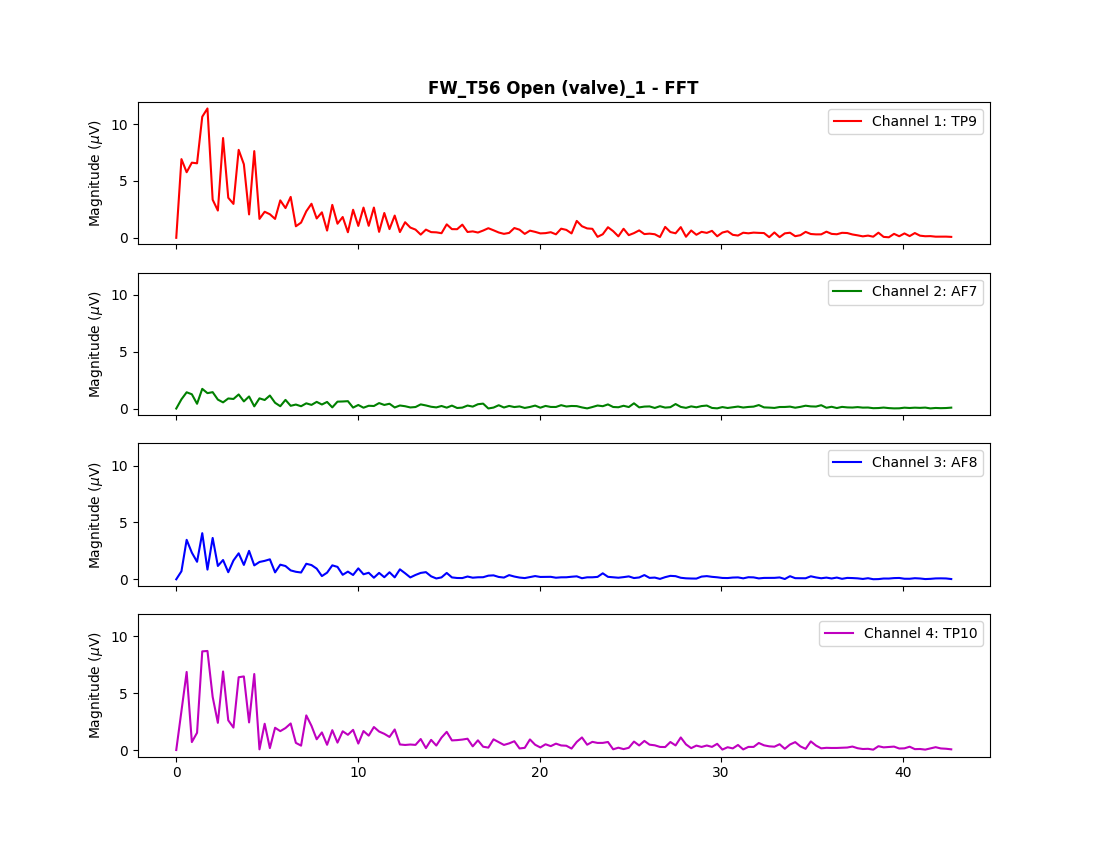 FW_T56 Open (valve)_1 - FFT
Magnitude (μV)
10
5
0
Channel 1: TP9
Magnitude (μV)
10
5
0
Channel 2: AF7
Magnitude (μV)
10
5
0
Channel 3: AF8
Magnitude (μV)
10
5
0
Channel 4: TP10
0 10 20 30 40